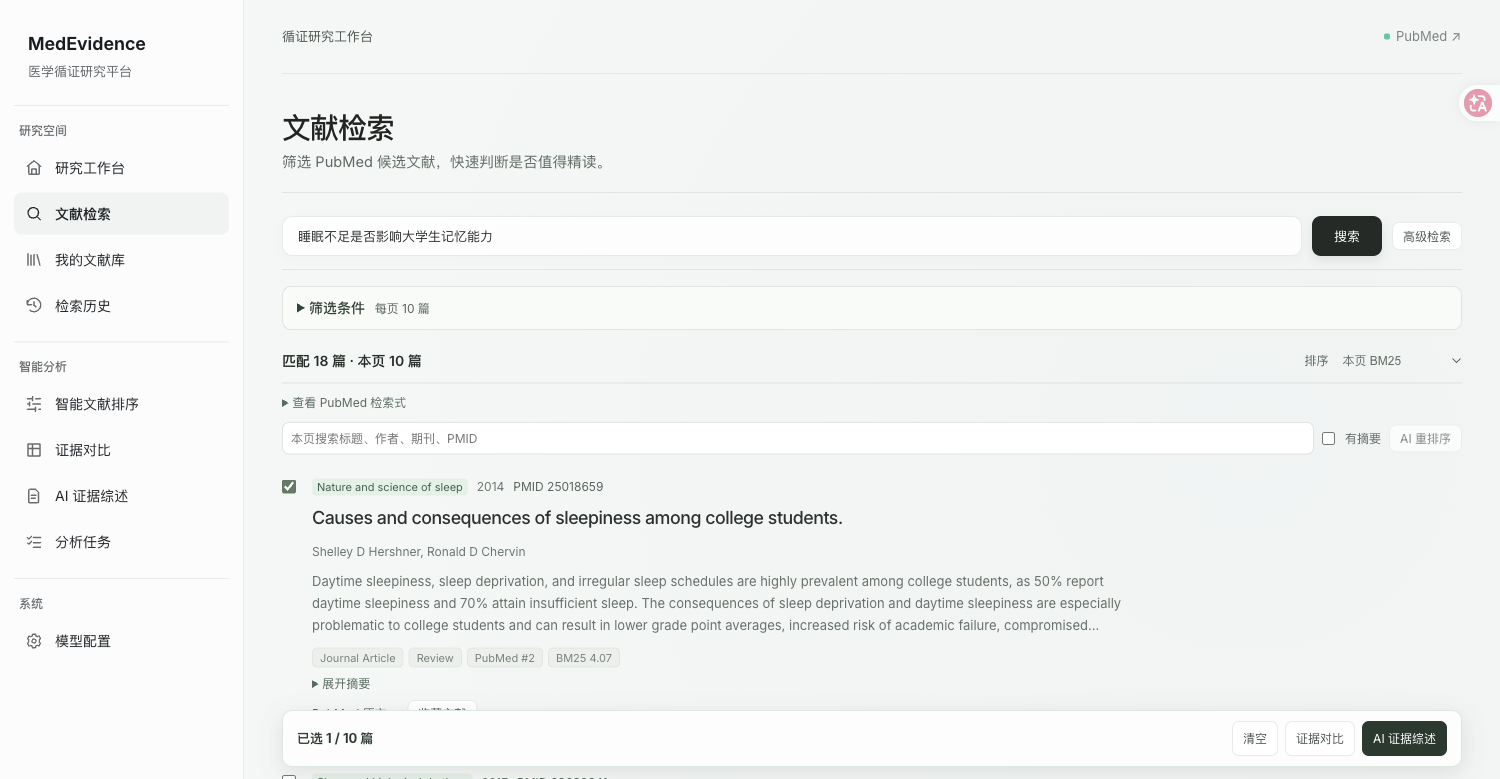 MedEvidence
医学循证研究平台
研究空间
研究工作台
文献检索
我的文献库
检索历史
智能分析
智能文献排序
证据对比
AI 证据综述
分析任务
系统
模型配置
循证研究工作台
PubMed ↗
文献检索
筛选 PubMed 候选文献，快速判断是否值得精读。
睡眠不足是否影响大学生记忆能力
搜索
高级检索
筛选条件 每页 10 篇
匹配 18 篇 · 本页 10 篇
排序 本页 BM25
查看 PubMed 检索式
本页搜索标题、作者、期刊、PMID
有摘要
AI 重排序
Nature and science of sleep 2014 PMID 25018659
Causes and consequences of sleepiness among college students.
Shelley D Hershner, Ronald D Chervin
Daytime sleepiness, sleep deprivation, and irregular sleep schedules are highly prevalent among college students, as 50% report
daytime sleepiness and 70% attain insufficient sleep. The consequences of sleep deprivation and daytime sleepiness are especially
problematic to college students and can result in lower grade point averages, increased risk of academic failure, compromised...
Journal Article Review PubMed #2 BM25 4.07
展开摘要
已选 1 / 10 篇
清空
证据对比
AI 证据综述